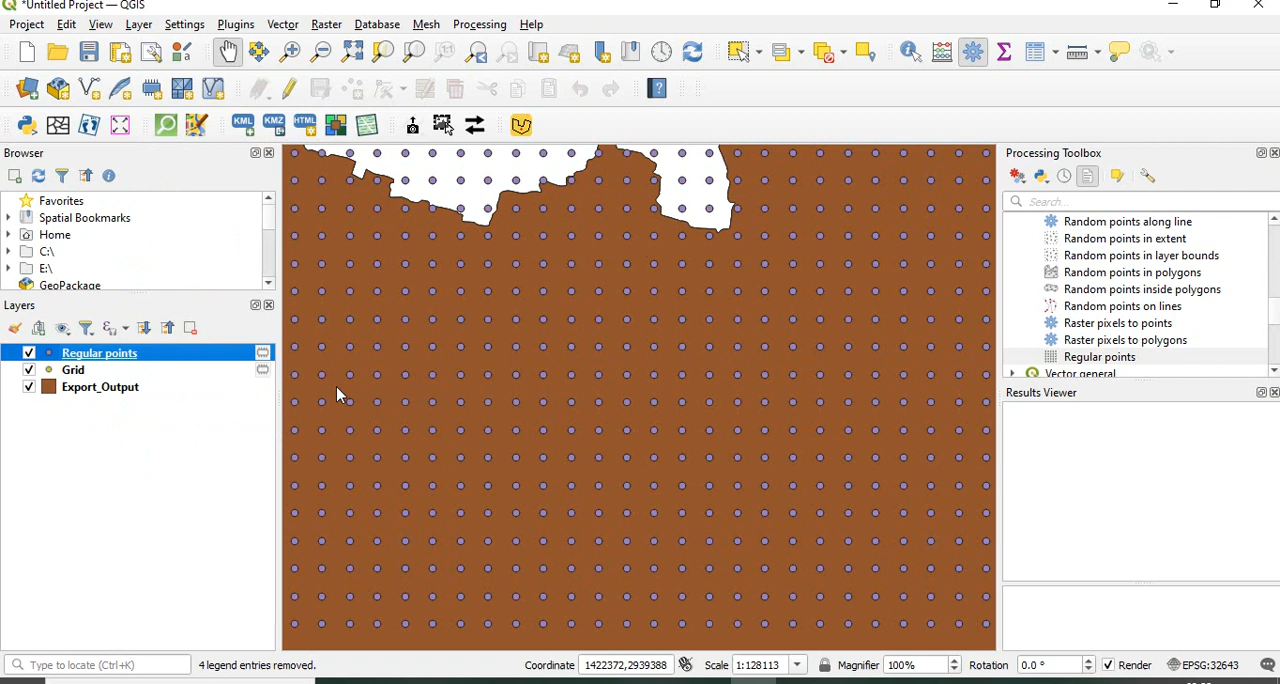 *Untitled Project — QGIS
Project Edit View Layer Settings Plugins Vector Raster Database Mesh Processing Help
KML KMZ HTML
Browser
Favorites
Spatial Bookmarks
Home
C:\
E:\
GeoPackage
Layers
Regular points
Grid
Export_Output
Processing Toolbox
Search...
Random points along line
Random points in extent
Random points in layer bounds
Random points in polygons
Random points inside polygons
Random points on lines
Raster pixels to points
Raster pixels to polygons
Regular points
Vector general
Results Viewer
Type to locate (Ctrl+K) 4 legend entries removed. Coordinate 1422372,2939388 Scale 1:128113 Magnifier 100% Rotation 0.0 ° Render EPSG:32643